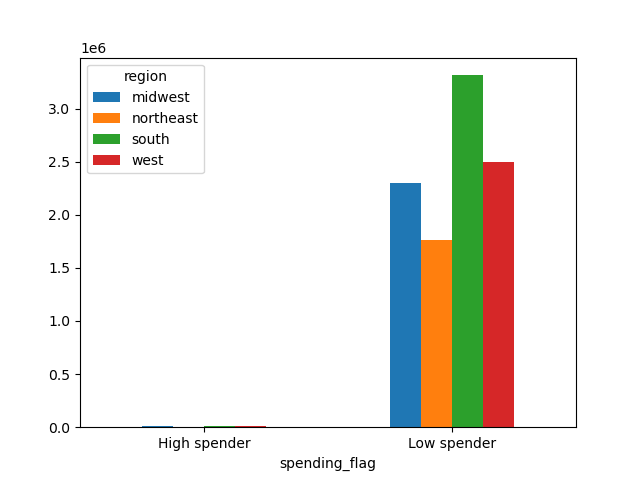 1e6
region
midwest
northeast
south
west
3.0
2.5
2.0
1.5
1.0
0.5
0.0
High spender Low spender
spending_flag